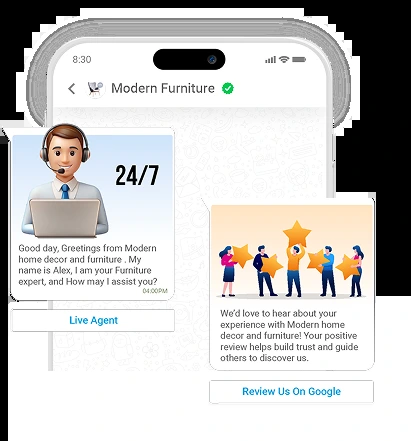 8:30
Modern Furniture
24/7
Good day, Greetings from Modern
home decor and furniture . My
name is Alex, I am your Furniture
expert, and How may I assist you?
04:00PM
Live Agent
We'd love to hear about your
experience with Modern home
decor and furniture! Your positive
review helps build trust and guide
others to discover us.
Review Us On Google